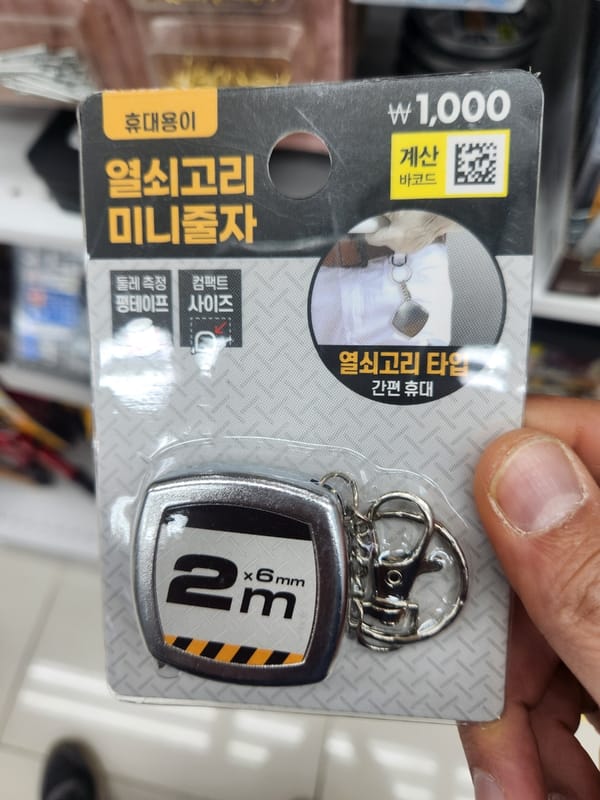 휴대용이
₩1,000
계산
바코드
열쇠고리
미니줄자
둘레 측정
평테이프
컴팩트
사이즈
열쇠고리 타입
간편 휴대
2m
×6mm